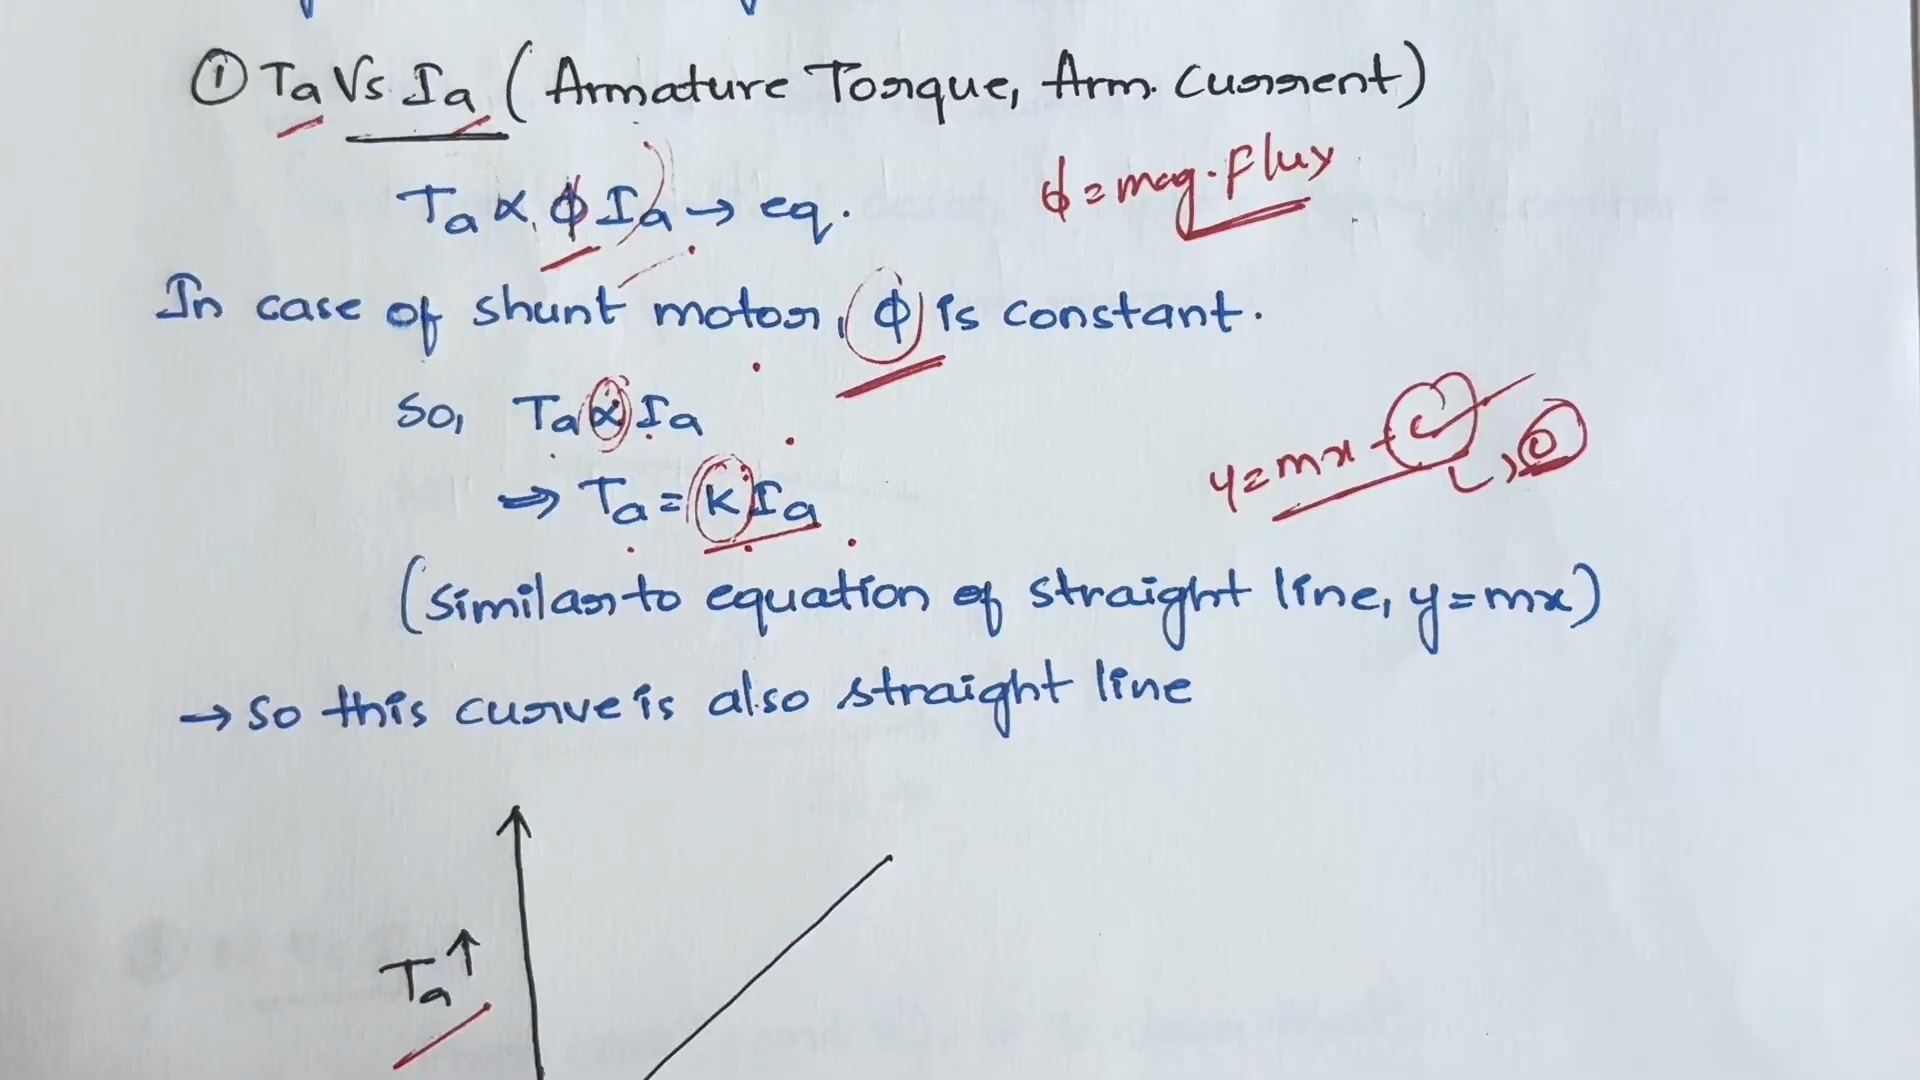 ① Ta Vs Ia (Armature Torque, Arm. Current)
Ta ∝ ϕ Ia → eq.
ϕ = mag. Flux
In case of shunt motor, ϕ is constant.
So, Ta ∝ Ia
⇒ Ta = K Ia
y = mx + c
0
(Similar to equation of straight line, y = mx)
→ So this curve is also straight line
Ta ↑